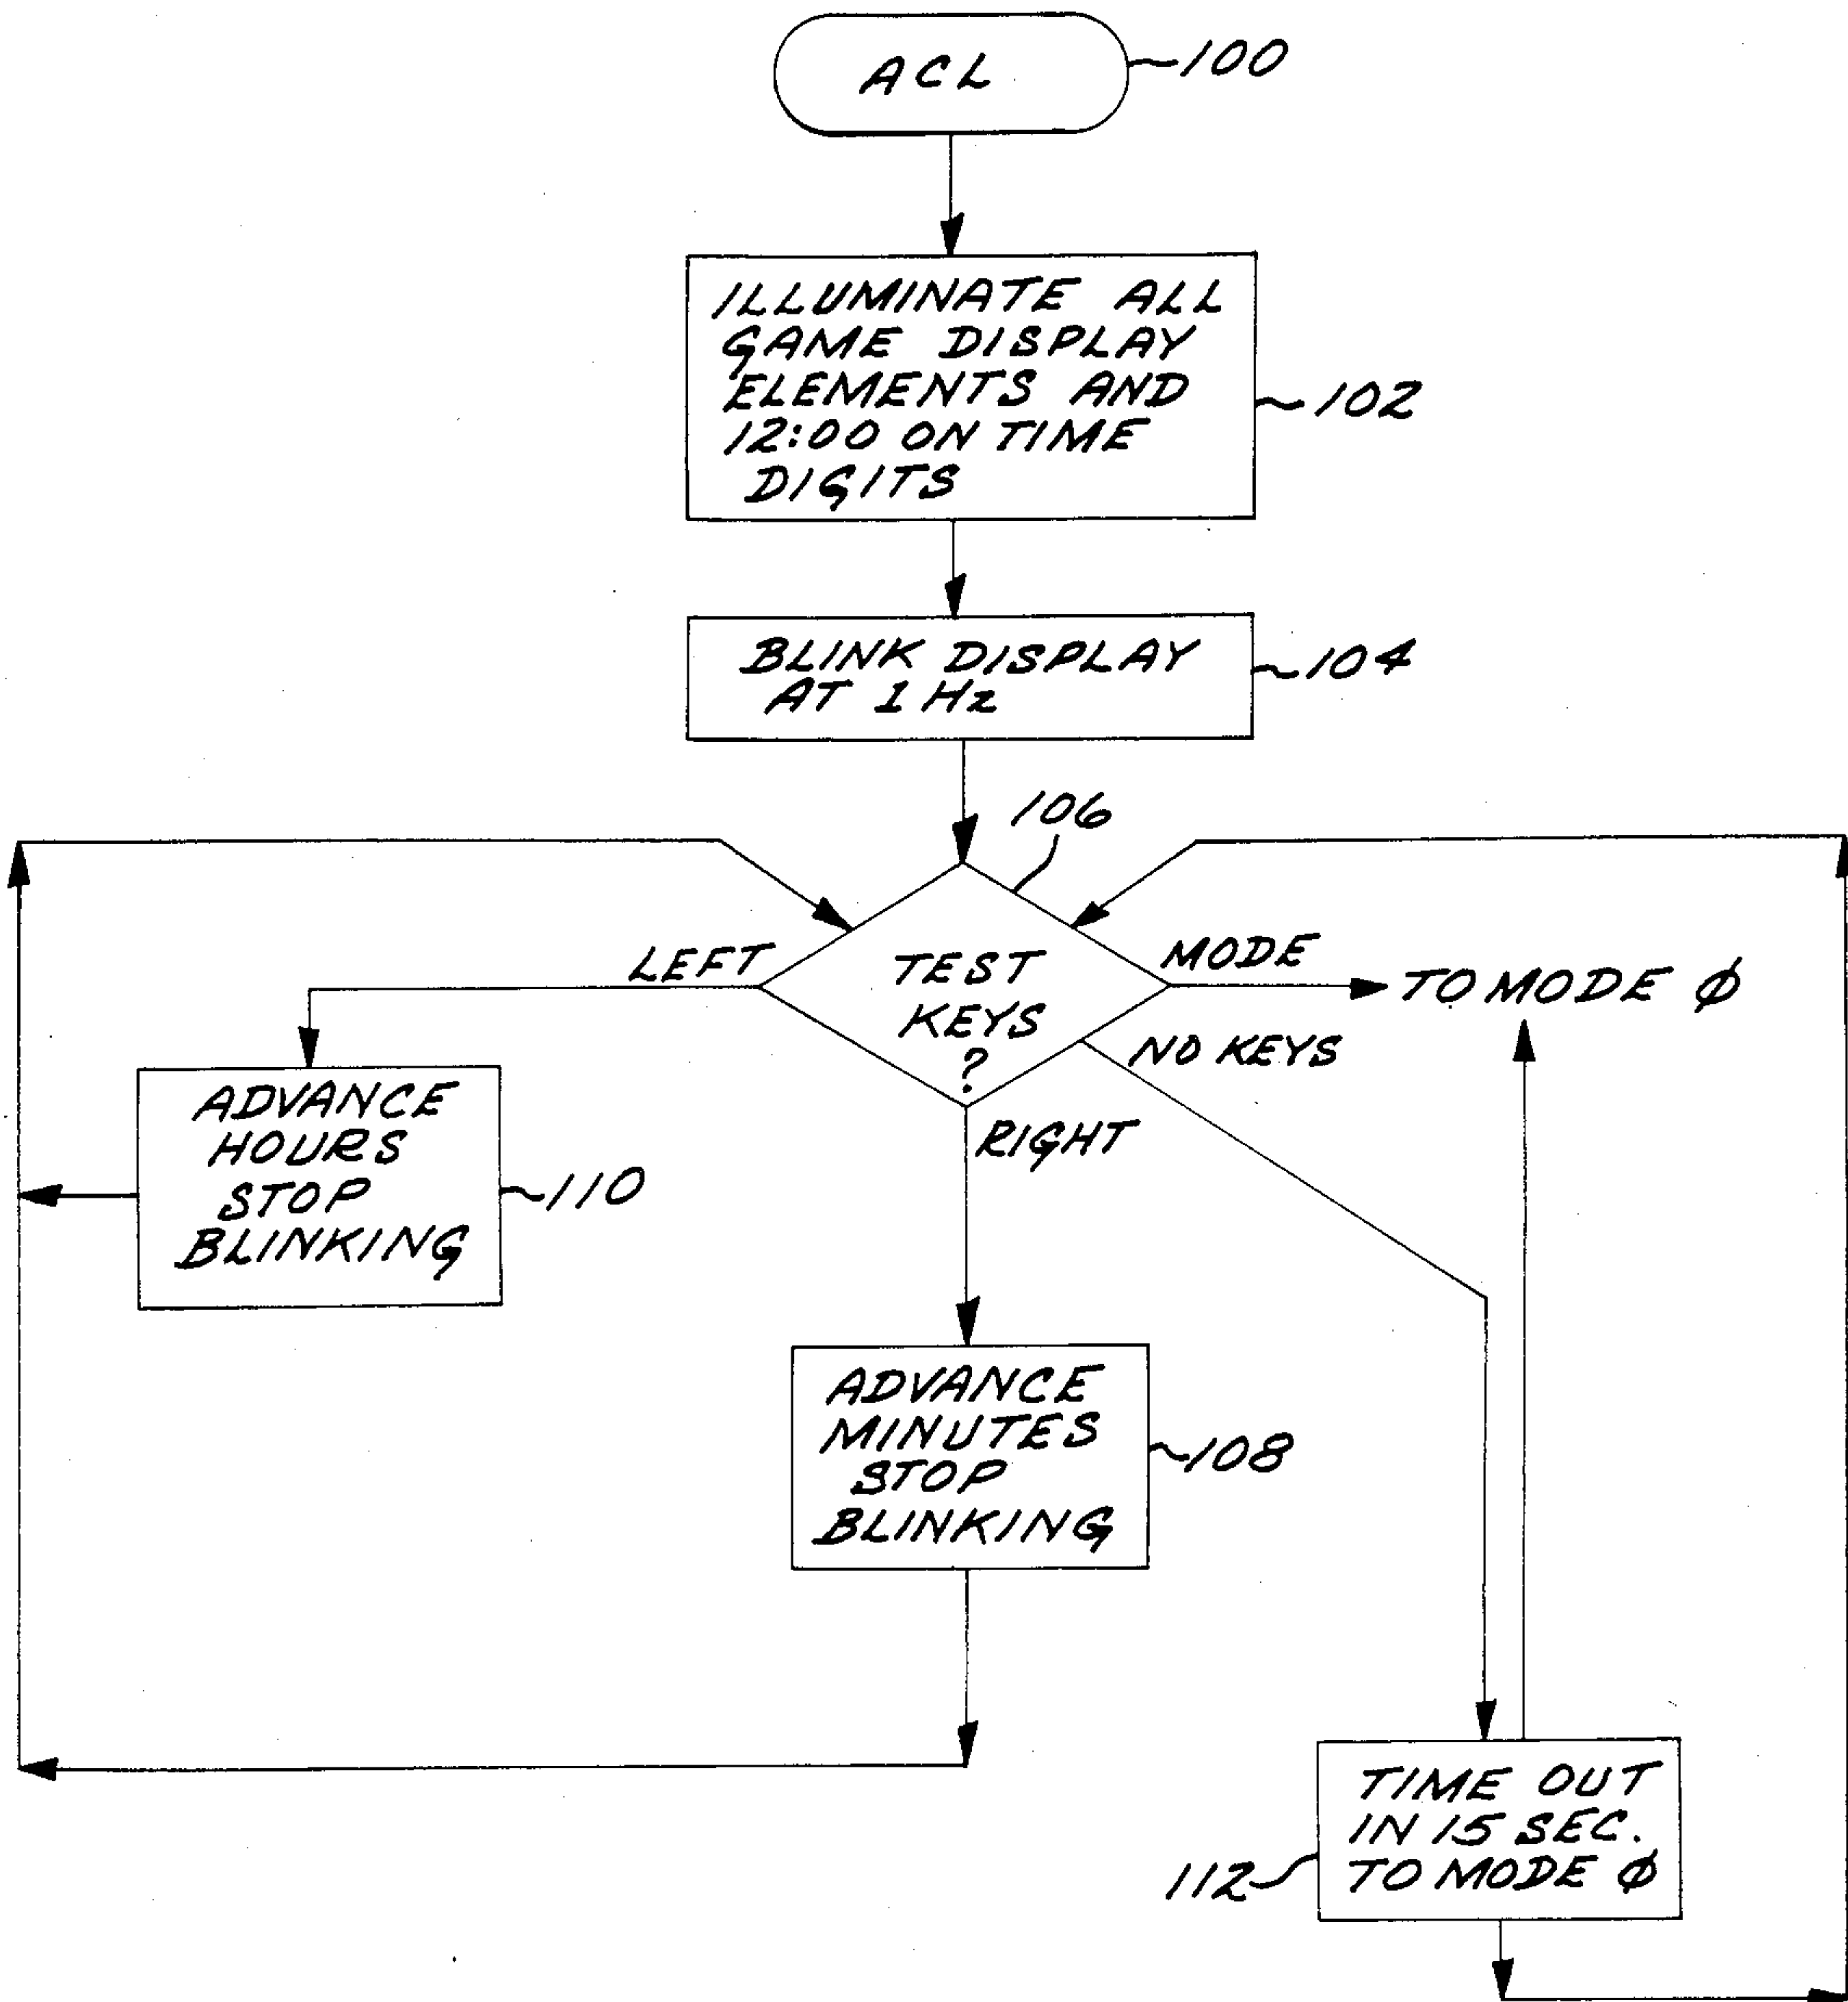 ACL
100
ILLUMINATE ALL
GAME DISPLAY
ELEMENTS AND
12:00 ON TIME
DIGITS
102
BLINK DISPLAY
AT 1 Hz
104
106
LEFT
TEST
KEYS
?
MODE
TO MODE φ
NO KEYS
RIGHT
ADVANCE
HOURS
STOP
BLINKING
110
ADVANCE
MINUTES
STOP
BLINKING
108
TIME OUT
IN 15 SEC.
TO MODE φ
112